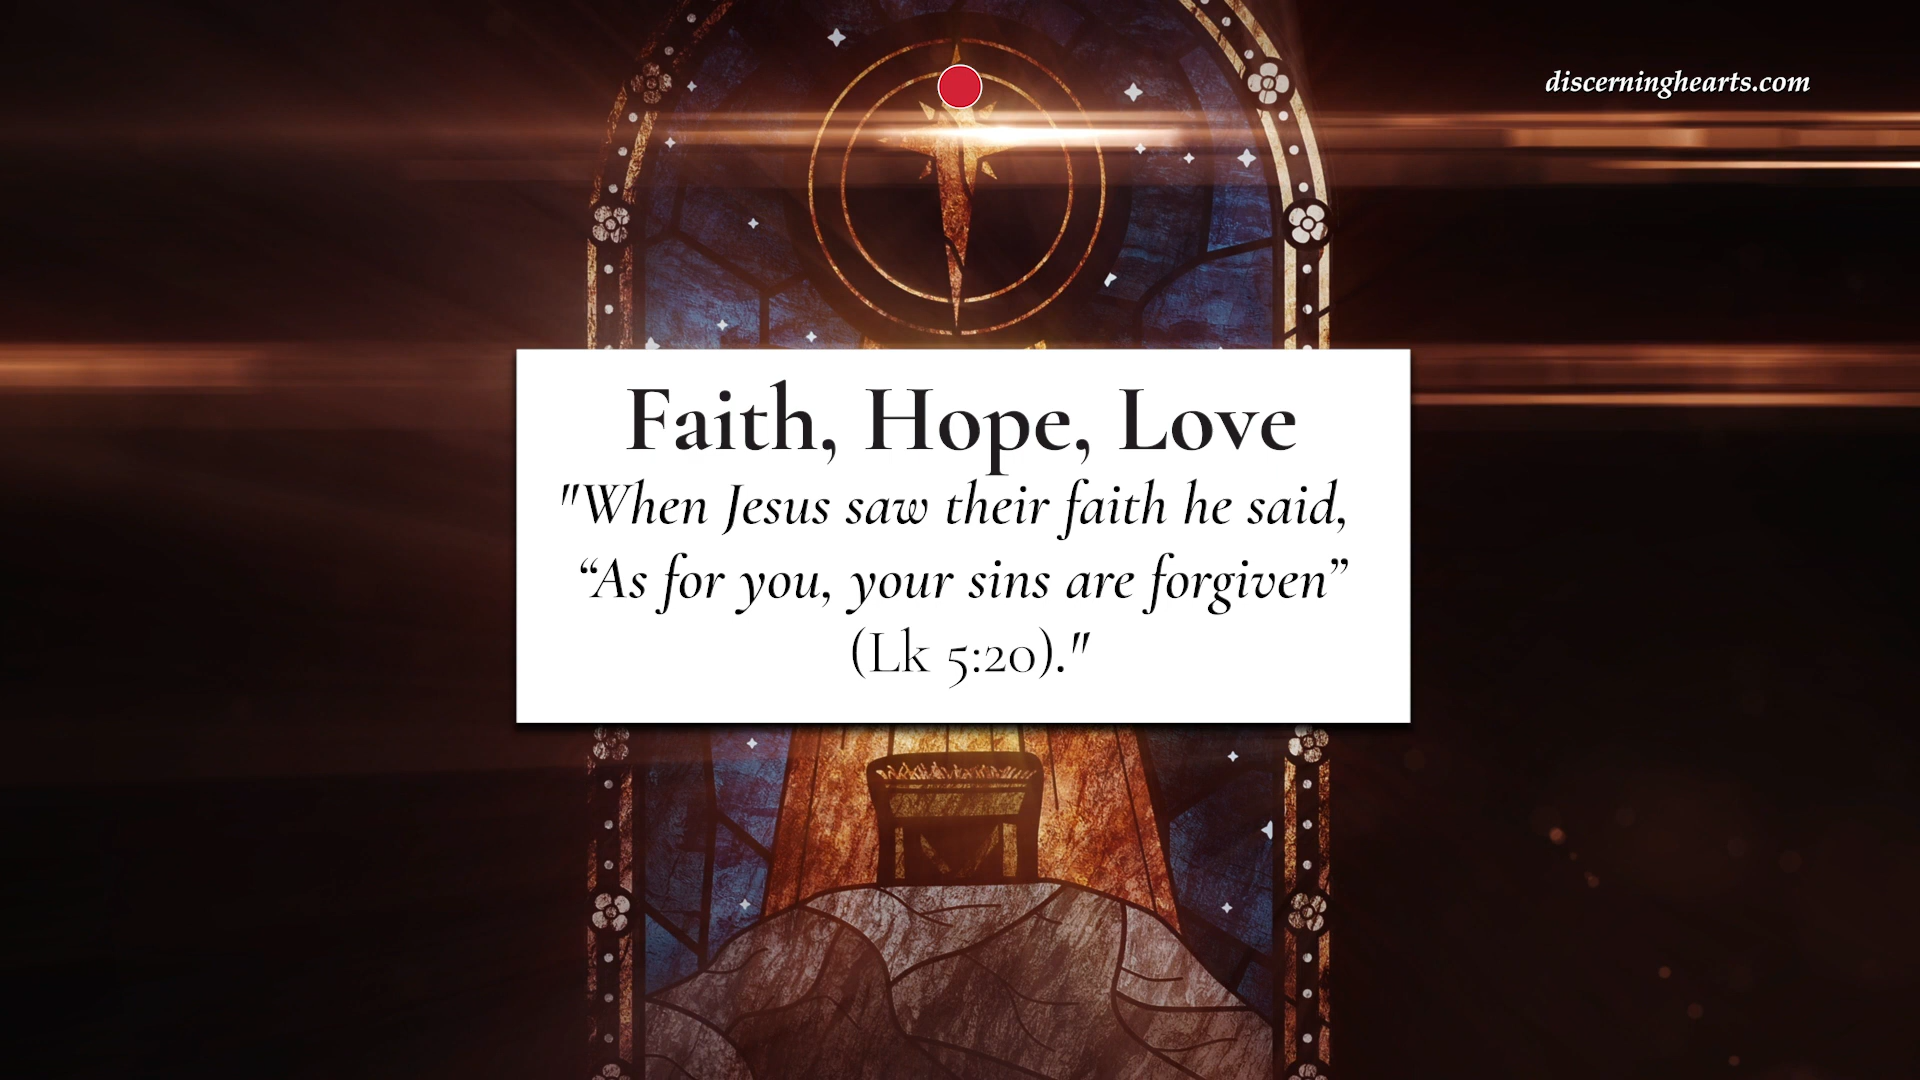 discerninghearts.com
Faith, Hope, Love
"When Jesus saw their faith he said,
“As for you, your sins are forgiven”
(Lk 5:20)."